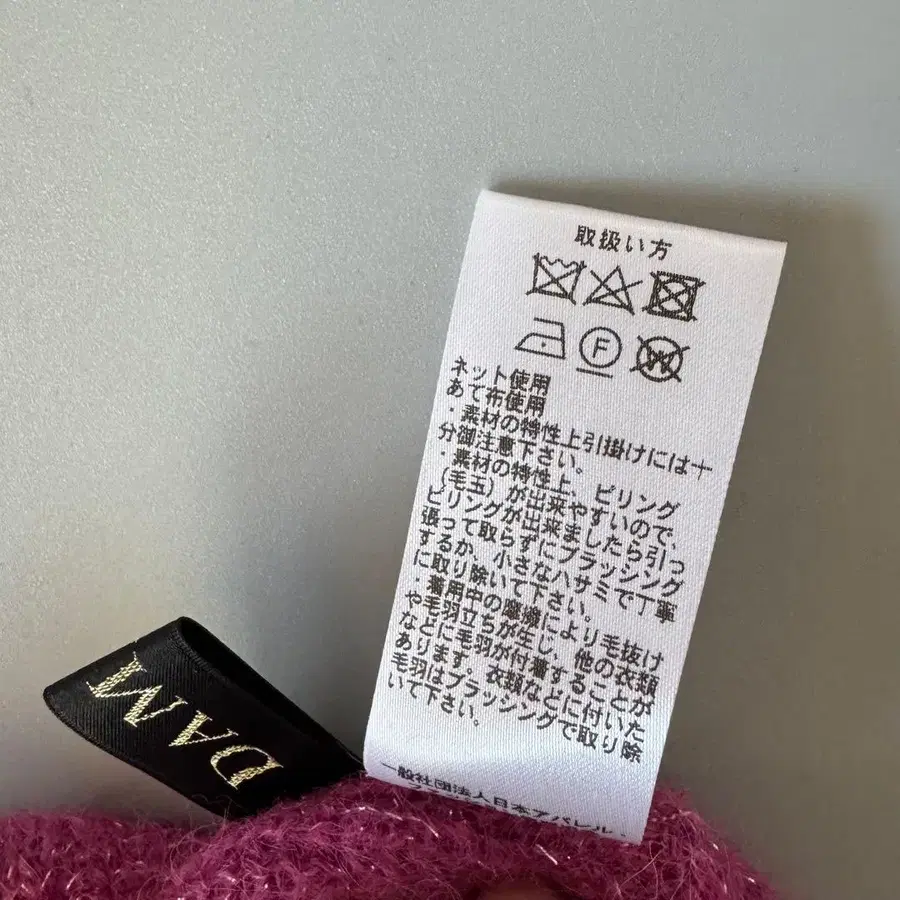 取扱い方
F W
ネット使用
あて布使用
・素材の特性上引掛けには十
分御注意下さい。
・素材の特性上、ピリング
(毛玉)が出来やすいので、
ピリングが出来ましたら引っ
張って取らずにブラッシング
するか、小さなハサミで丁寧
に取り除いて下さい。
・着用中の摩擦により毛抜け
や毛羽立ちが生じ、他の衣類
などに毛羽が付着することが
あります。衣類などに付いた
毛羽はブラッシングで取り除
いて下さい。
一般社団法人日本アパレル・
DAM